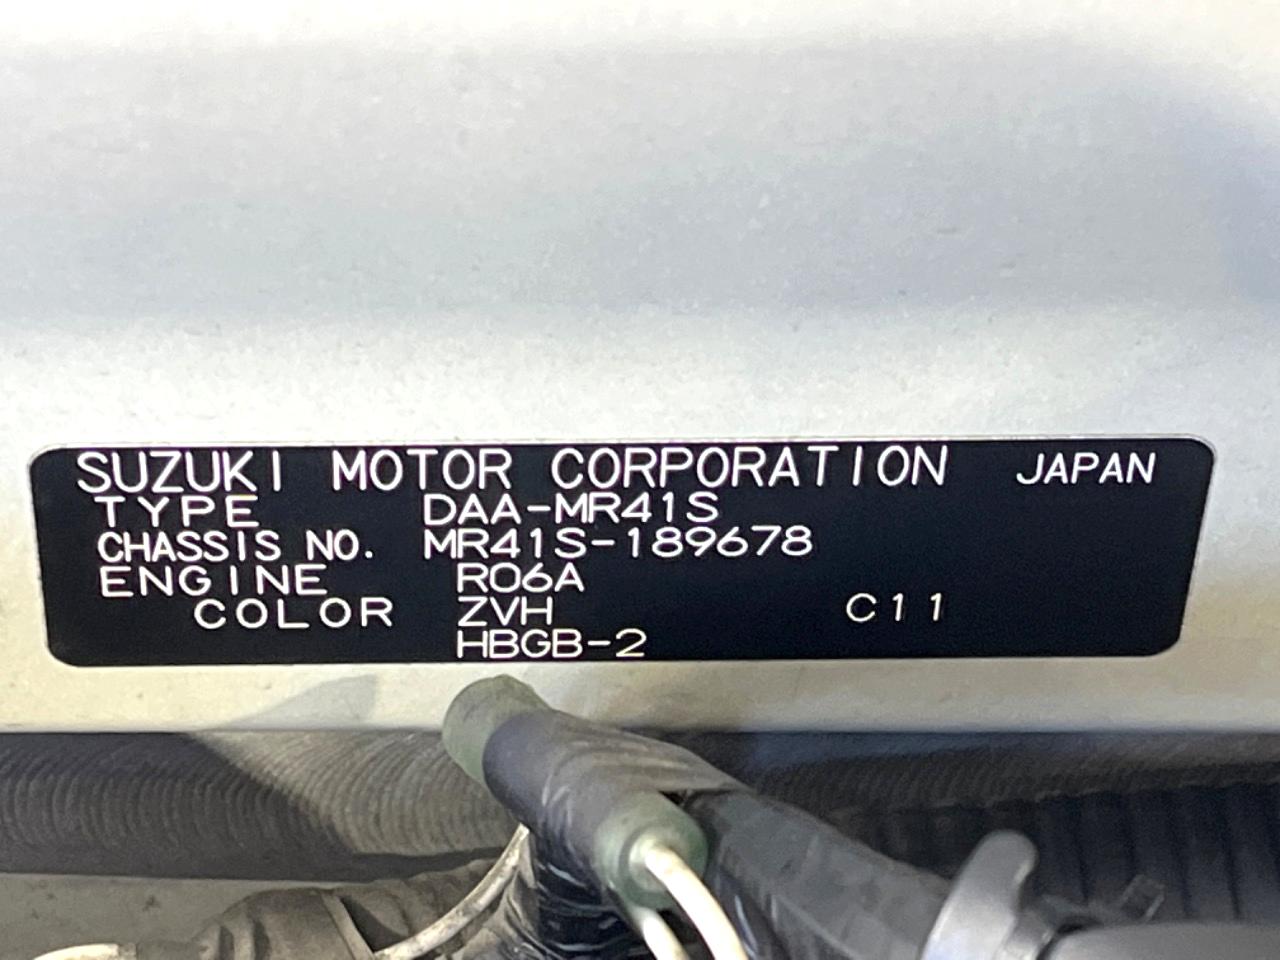 SUZUKI MOTOR CORPORATION JAPAN
TYPE DAA-MR41S
CHASSIS NO. MR41S-189678
ENGINE R06A
COLOR ZVH C11
HBGB-2